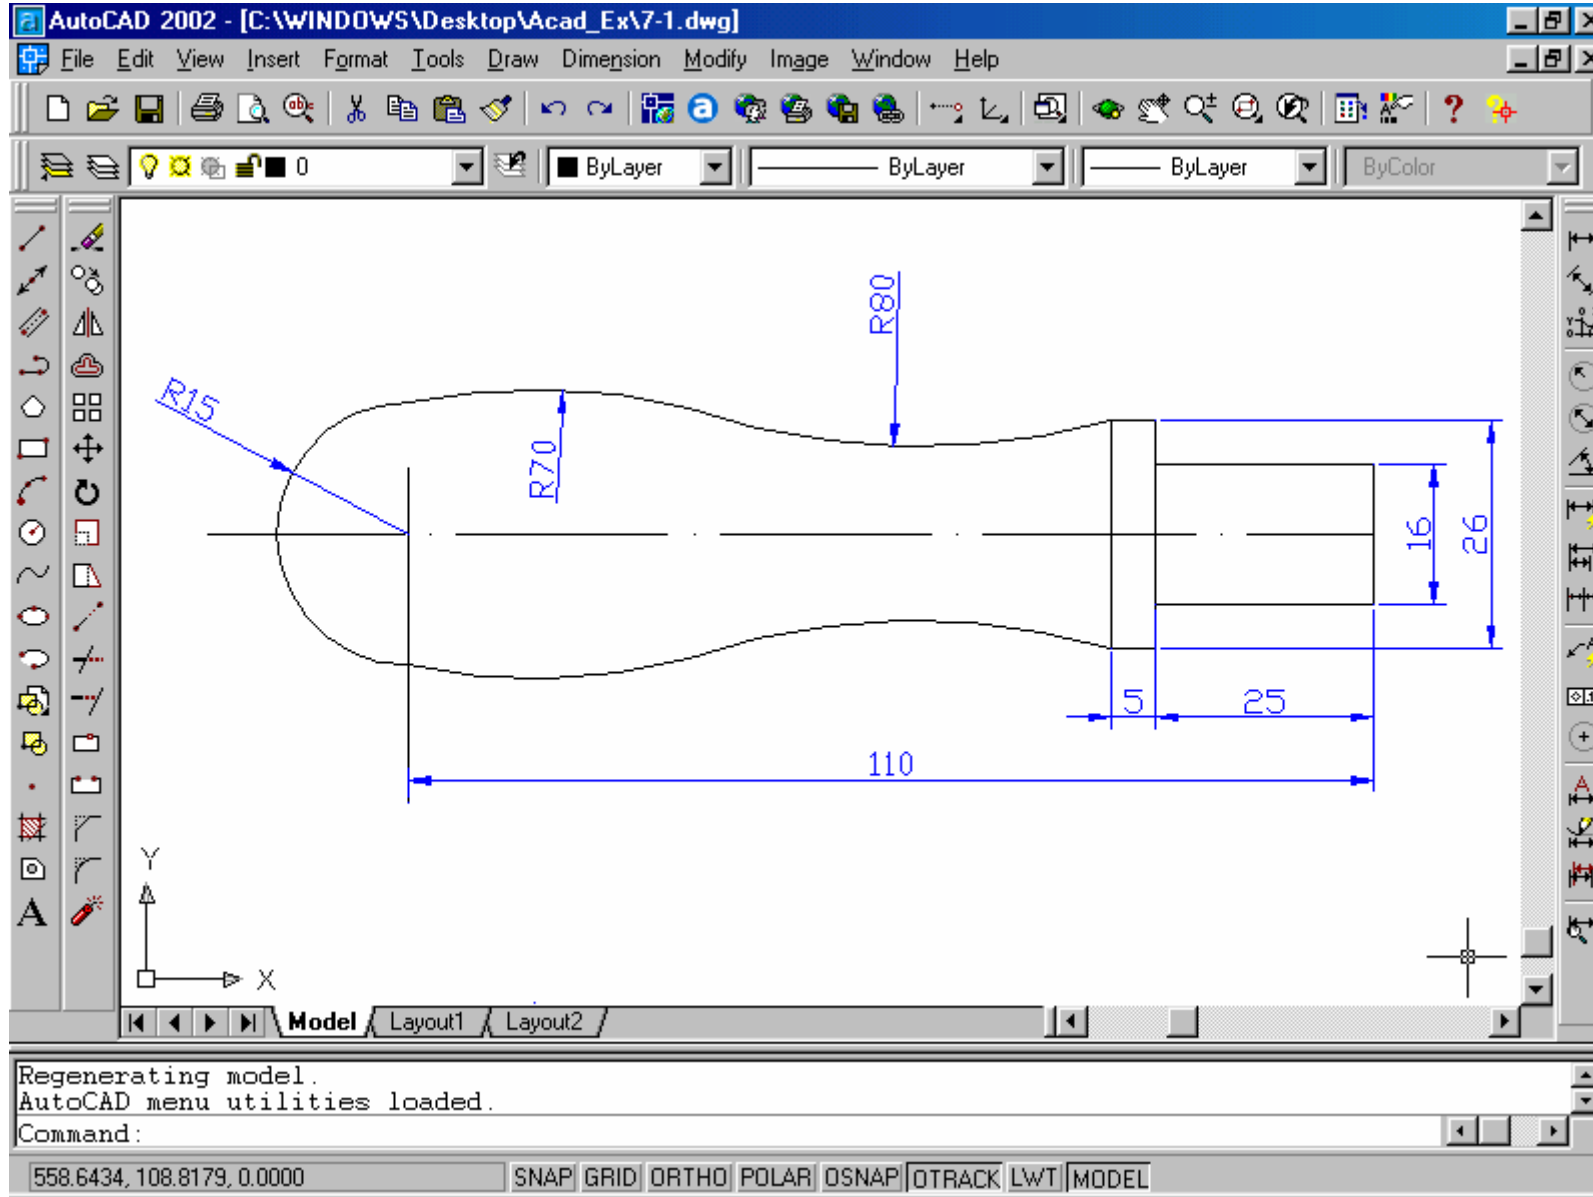 AutoCAD 2002 - [C:\WINDOWS\Desktop\Acad_Ex\7-1.dwg]
File Edit View Insert Format Tools Draw Dimension Modify Image Window Help
0 ByLayer ByLayer ByLayer ByColor
R80
R15
R70
16
26
5
25
110
Y
X
Model Layout1 Layout2
Regenerating model.
AutoCAD menu utilities loaded.
Command:
558.6434, 108.8179, 0.0000 SNAP GRID ORTHO POLAR OSNAP OTRACK LWT MODEL